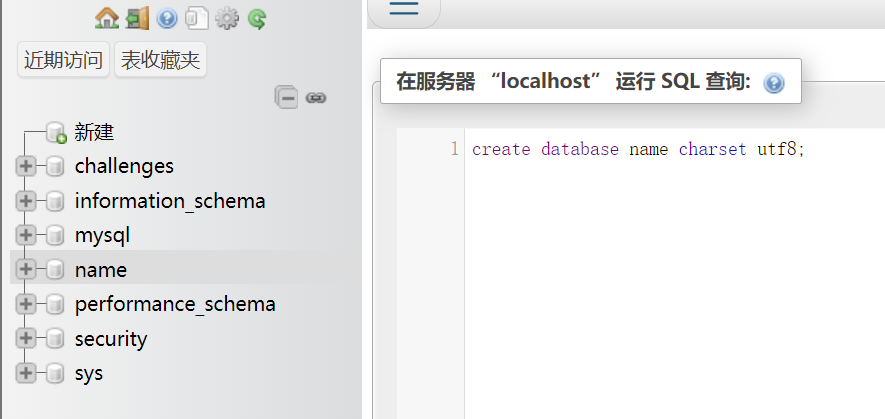 近期访问 表收藏夹
新建
challenges
information_schema
mysql
name
performance_schema
security
sys
在服务器 “localhost” 运行 SQL 查询:
1 create database name charset utf8;